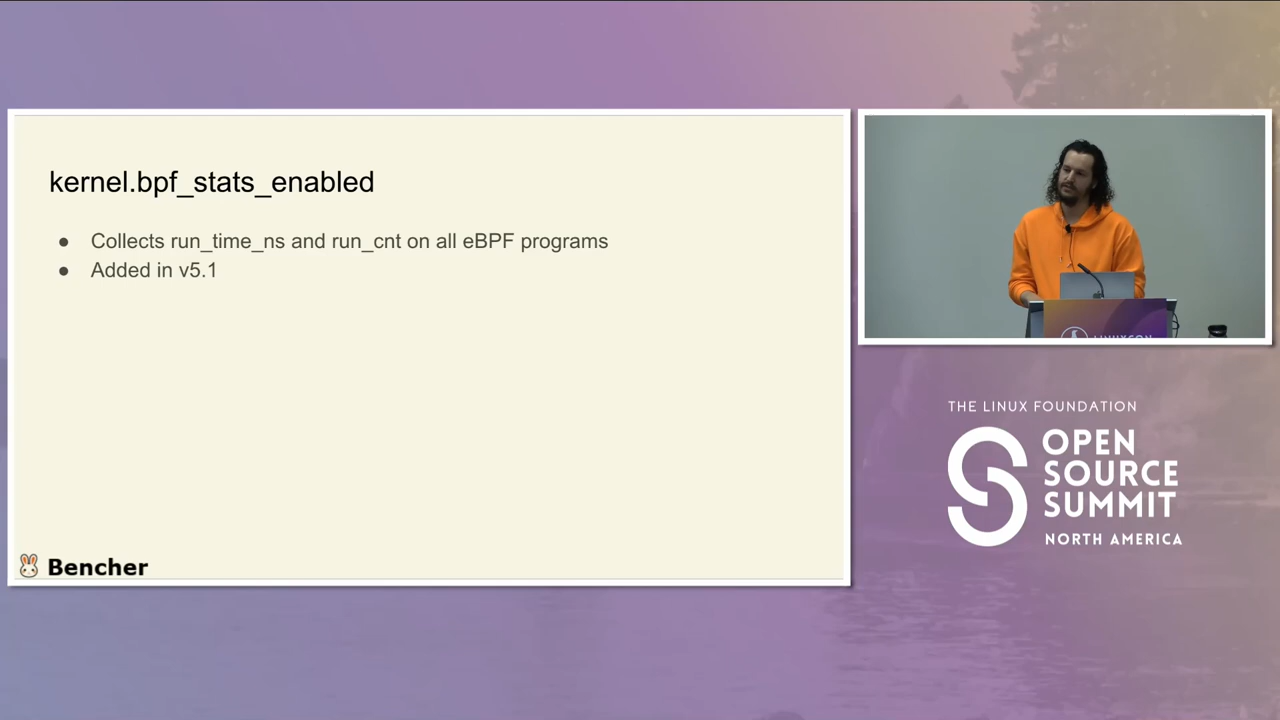 kernel.bpf_stats_enabled
● Collects run_time_ns and run_cnt on all eBPF programs
● Added in v5.1
Bencher
LINUXCON
THE LINUX FOUNDATION
OPEN
SOURCE
SUMMIT
NORTH AMERICA